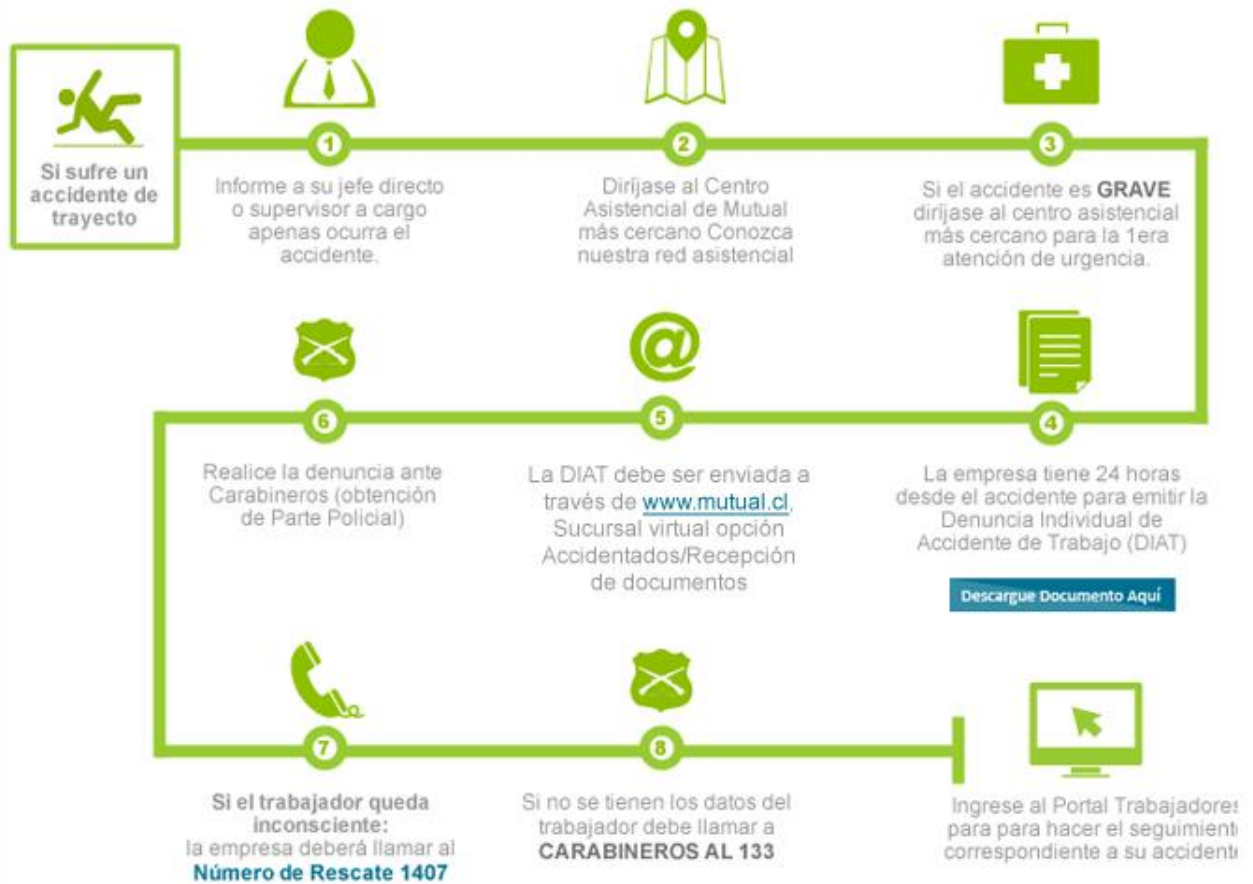 Si sufre un
accidente de
trayecto
1
Informe a su jefe directo
o supervisor a cargo
apenas ocurra el
accidente.
2
Diríjase al Centro
Asistencial de Mutual
más cercano Conozca
nuestra red asistencial
3
Si el accidente es GRAVE
diríjase al centro asistencial
más cercano para la 1era
atención de urgencia.
4
La empresa tiene 24 horas
desde el accidente para emitir la
Denuncia Individual de
Accidente de Trabajo (DIAT)
Descargue Documento Aquí
@
5
La DIAT debe ser enviada a
través de www.mutual.cl,
Sucursal virtual opción
Accidentados/Recepción
de documentos
6
Realice la denuncia ante
Carabineros (obtención
de Parte Policial)
7
Si el trabajador queda
inconsciente:
la empresa deberá llamar al
Número de Rescate 1407
8
Si no se tienen los datos del
trabajador debe llamar a
CARABINEROS AL 133
Ingrese al Portal Trabajadores
para para hacer el seguimient
correspondiente a su accident